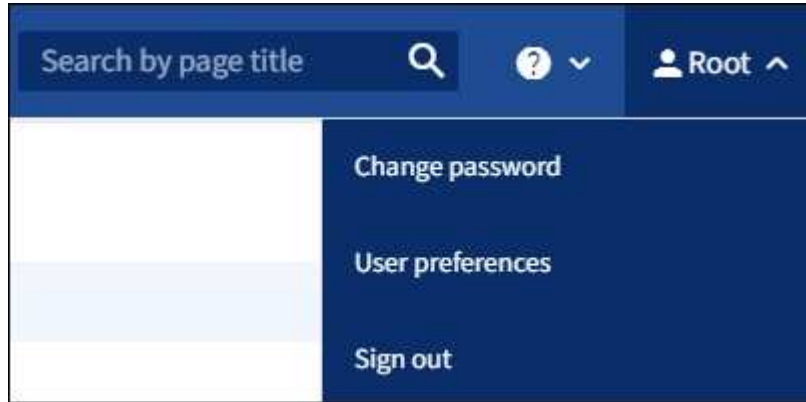 Search by page title
Root
Change password
User preferences
Sign out